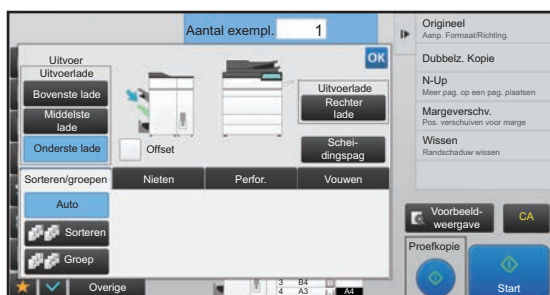 Aantal exempl. 1
OK
Uitvoer
Uitvoerlade
Bovenste lade
Middelste
lade
Onderste lade
Offset
Uitvoerlade
Rechter
lade
Schei-
dingspag
Sorteren/groepen
Nieten
Perfor.
Vouwen
Auto
Sorteren
Groep
Overige
3 B4
4 A3
A4
Origineel
Aanp. Formaat/Richting.
Dubbelz. Kopie
N-Up
Meer pag. op een pag. plaatsen
Margeverschv.
Pos. verschuiven voor marge
Wissen
Randschaduw wissen
Voorbeeld-
weergave
CA
Proefkopie
Start